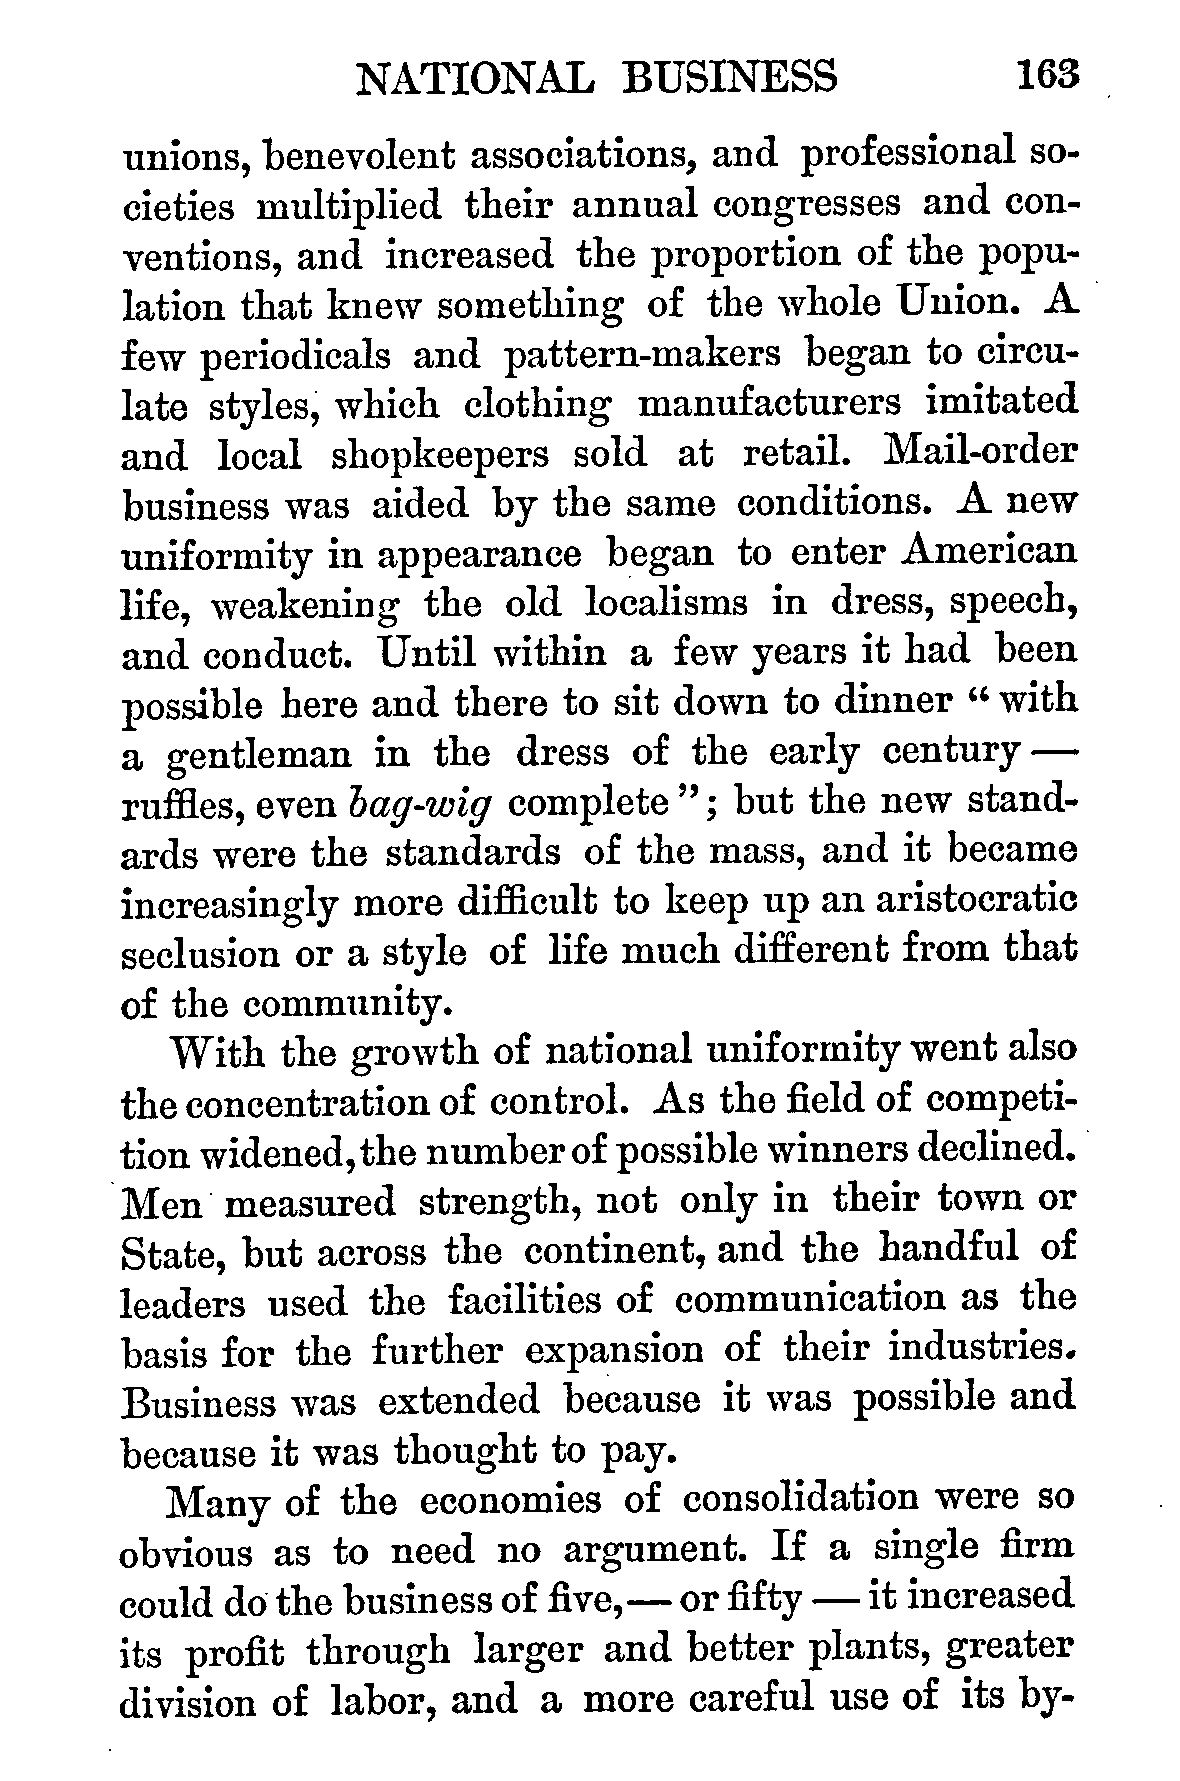 NATIONAL BUSINESS 163
unions, benevolent associations, and professional so-
cieties multiplied their annual congresses and con-
ventions, and increased the proportion of the popu-
lation that knew something of the whole Union. A
few periodicals and pattern-makers began to circu-
late styles, which clothing manufacturers imitated
and local shopkeepers sold at retail. Mail-order
business was aided by the same conditions. A new
uniformity in appearance began to enter American
life, weakening the old localisms in dress, speech,
and conduct. Until within a few years it had been
possible here and there to sit down to dinner “ with
a gentleman in the dress of the early century —
ruffles, even bag-wig complete ” ; but the new stand-
ards were the standards of the mass, and it became
increasingly more difficult to keep up an aristocratic
seclusion or a style of life much different from that
of the community.
With the growth of national uniformity went also
the concentration of control. As the field of competi-
tion widened, the number of possible winners declined.
Men measured strength, not only in their town or
State, but across the continent, and the handful of
leaders used the facilities of communication as the
basis for the further expansion of their industries.
Business was extended because it was possible and
because it was thought to pay.
Many of the economies of consolidation were so
obvious as to need no argument. If a single firm
could do the business of five,— or fifty — it increased
its profit through larger and better plants, greater
division of labor, and a more careful use of its by-